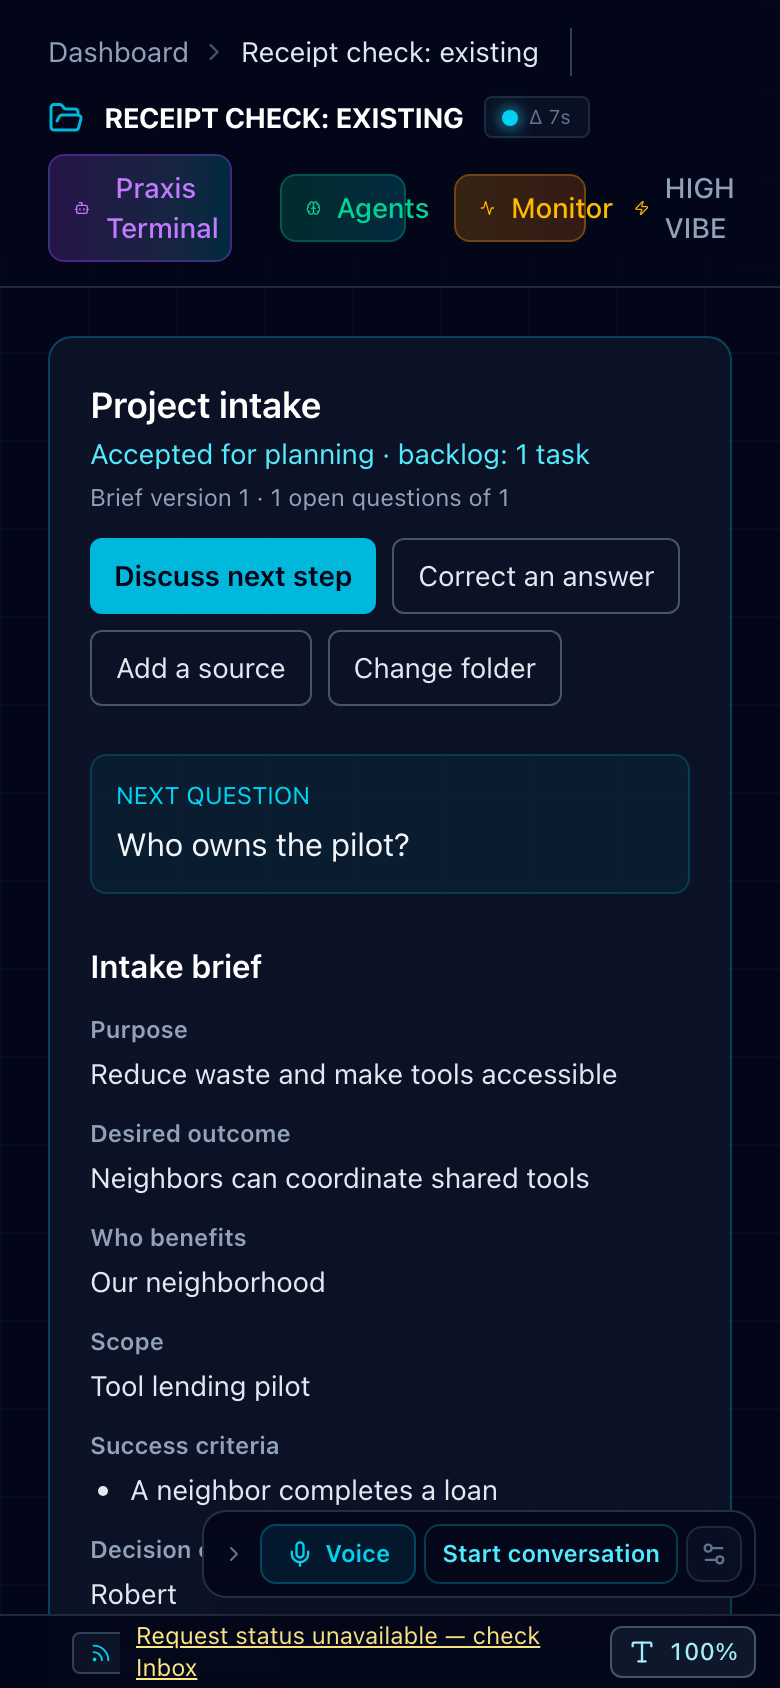 Dashboard > Receipt check: existing
RECEIPT CHECK: EXISTING Δ 7s
Praxis
Terminal
Agents
Monitor
HIGH
VIBE
Project intake
Accepted for planning · backlog: 1 task
Brief version 1 · 1 open questions of 1
Discuss next step
Correct an answer
Add a source
Change folder
NEXT QUESTION
Who owns the pilot?
Intake brief
Purpose
Reduce waste and make tools accessible
Desired outcome
Neighbors can coordinate shared tools
Who benefits
Our neighborhood
Scope
Tool lending pilot
Success criteria
• A neighbor completes a loan
Decision
Robert
Voice
Start conversation
Request status unavailable — check
Inbox
100%